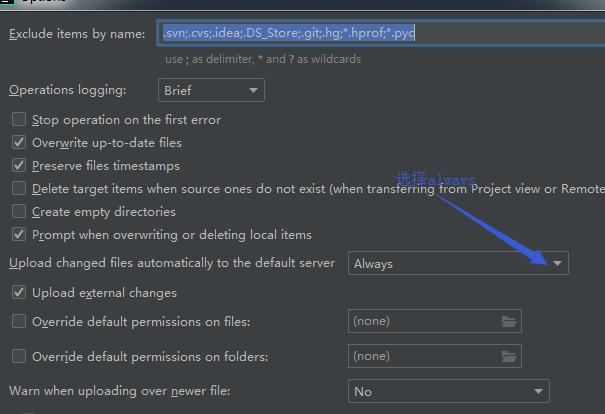 Exclude items by name: .svn;.cvs;.idea;.DS_Store;.git;.hg;*.hprof;*.pyc
use ; as delimiter, * and ? as wildcards
Operations logging: Brief
Stop operation on the first error
Overwrite up-to-date files
Preserve files timestamps
选择always
Delete target items when source ones do not exist (when transferring from Project view or Remote
Create empty directories
Prompt when overwriting or deleting local items
Upload changed files automatically to the default server Always
Upload external changes
Override default permissions on files: (none)
Override default permissions on folders: (none)
Warn when uploading over newer file: No